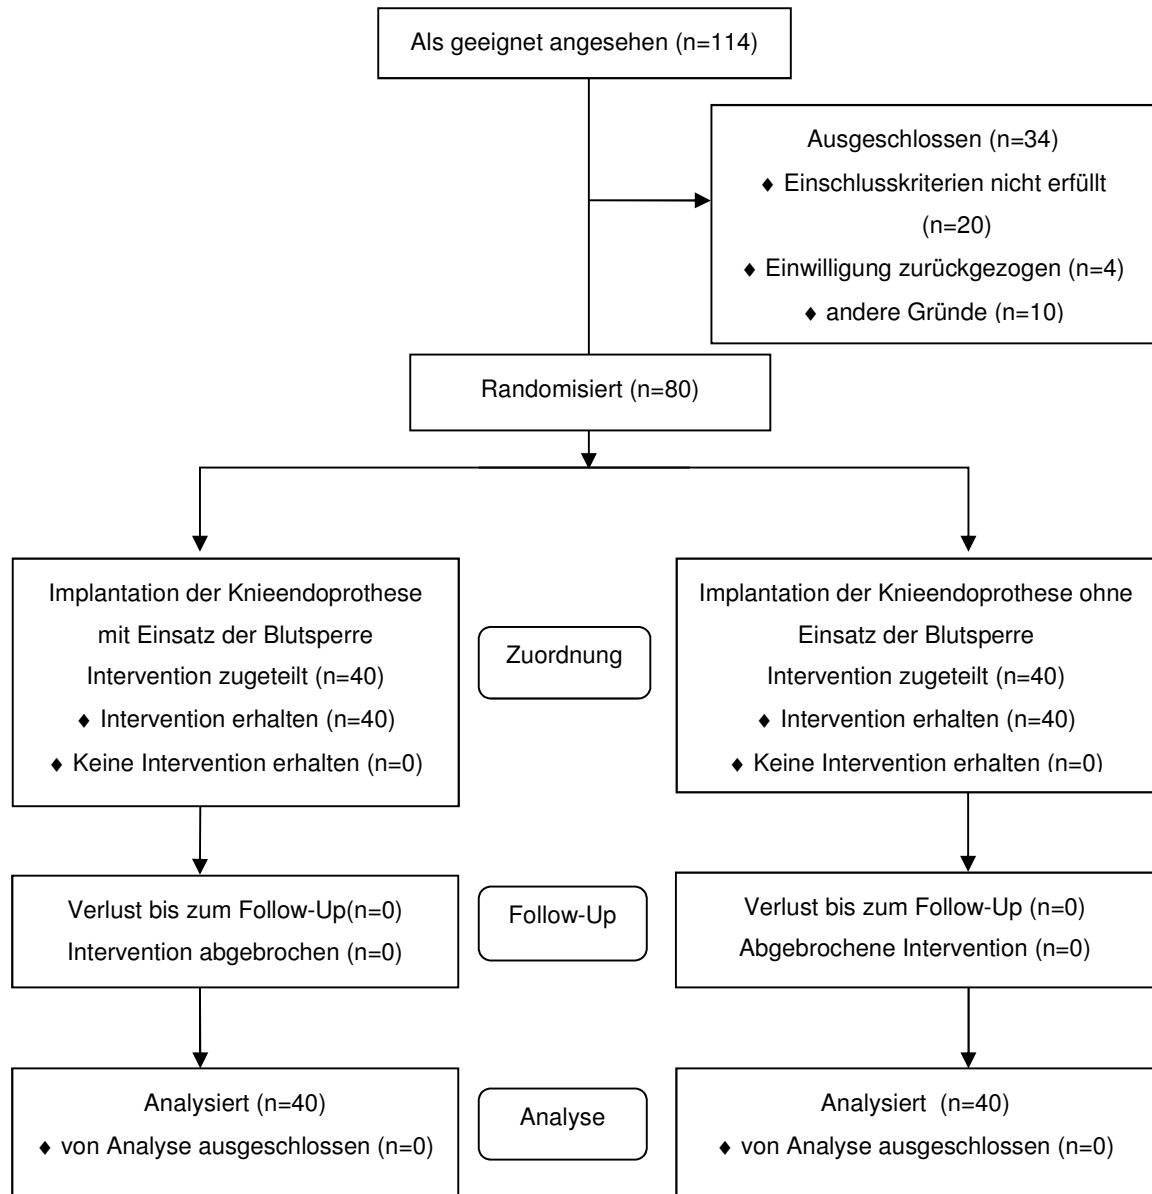 Als geeignet angesehen (n=114)
Ausgeschlossen (n=34)
♦ Einschlusskriterien nicht erfüllt
(n=20)
♦ Einwilligung zurückgezogen (n=4)
♦ andere Gründe (n=10)
Randomisiert (n=80)
Implantation der Knieendoprothese
mit Einsatz der Blutsperre
Intervention zugeteilt (n=40)
♦ Intervention erhalten (n=40)
♦ Keine Intervention erhalten (n=0)
Zuordnung
Implantation der Knieendoprothese ohne
Einsatz der Blutsperre
Intervention zugeteilt (n=40)
♦ Intervention erhalten (n=40)
♦ Keine Intervention erhalten (n=0)
Verlust bis zum Follow-Up(n=0)
Intervention abgebrochen (n=0)
Follow-Up
Verlust bis zum Follow-Up (n=0)
Abgebrochene Intervention (n=0)
Analysiert (n=40)
♦ von Analyse ausgeschlossen (n=0)
Analyse
Analysiert  (n=40)
♦ von Analyse ausgeschlossen (n=0)